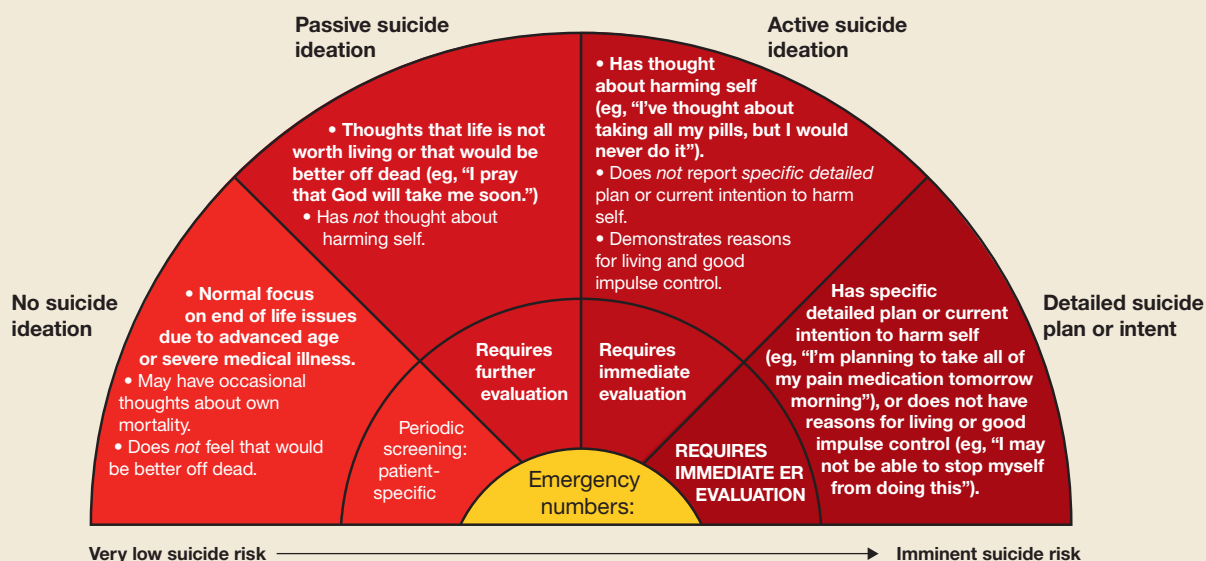 Passive suicide
ideation
Active suicide
ideation
No suicide
ideation
Detailed suicide
plan or intent
• Normal focus
on end of life issues
due to advanced age
or severe medical illness.
• May have occasional
thoughts about own
mortality.
• Does not feel that would
be better off dead.
Periodic
screening:
patient-
specific
• Thoughts that life is not
worth living or that would be
better off dead (eg, “I pray
that God will take me soon.”)
• Has not thought about
harming self.
Requires
further
evaluation
• Has thought
about harming self
(eg, “I’ve thought about
taking all my pills, but I would
never do it”).
• Does not report specific detailed
plan or current intention to harm
self.
• Demonstrates reasons
for living and good
impulse control.
Requires
immediate
evaluation
Has specific
detailed plan or current
intention to harm self
(eg, “I’m planning to take all of
my pain medication tomorrow
morning”), or does not have
reasons for living or good
impulse control (eg, “I may
not be able to stop myself
from doing this”).
REQUIRES
IMMEDIATE ER
EVALUATION
Emergency
numbers:
Very low suicide risk
Imminent suicide risk